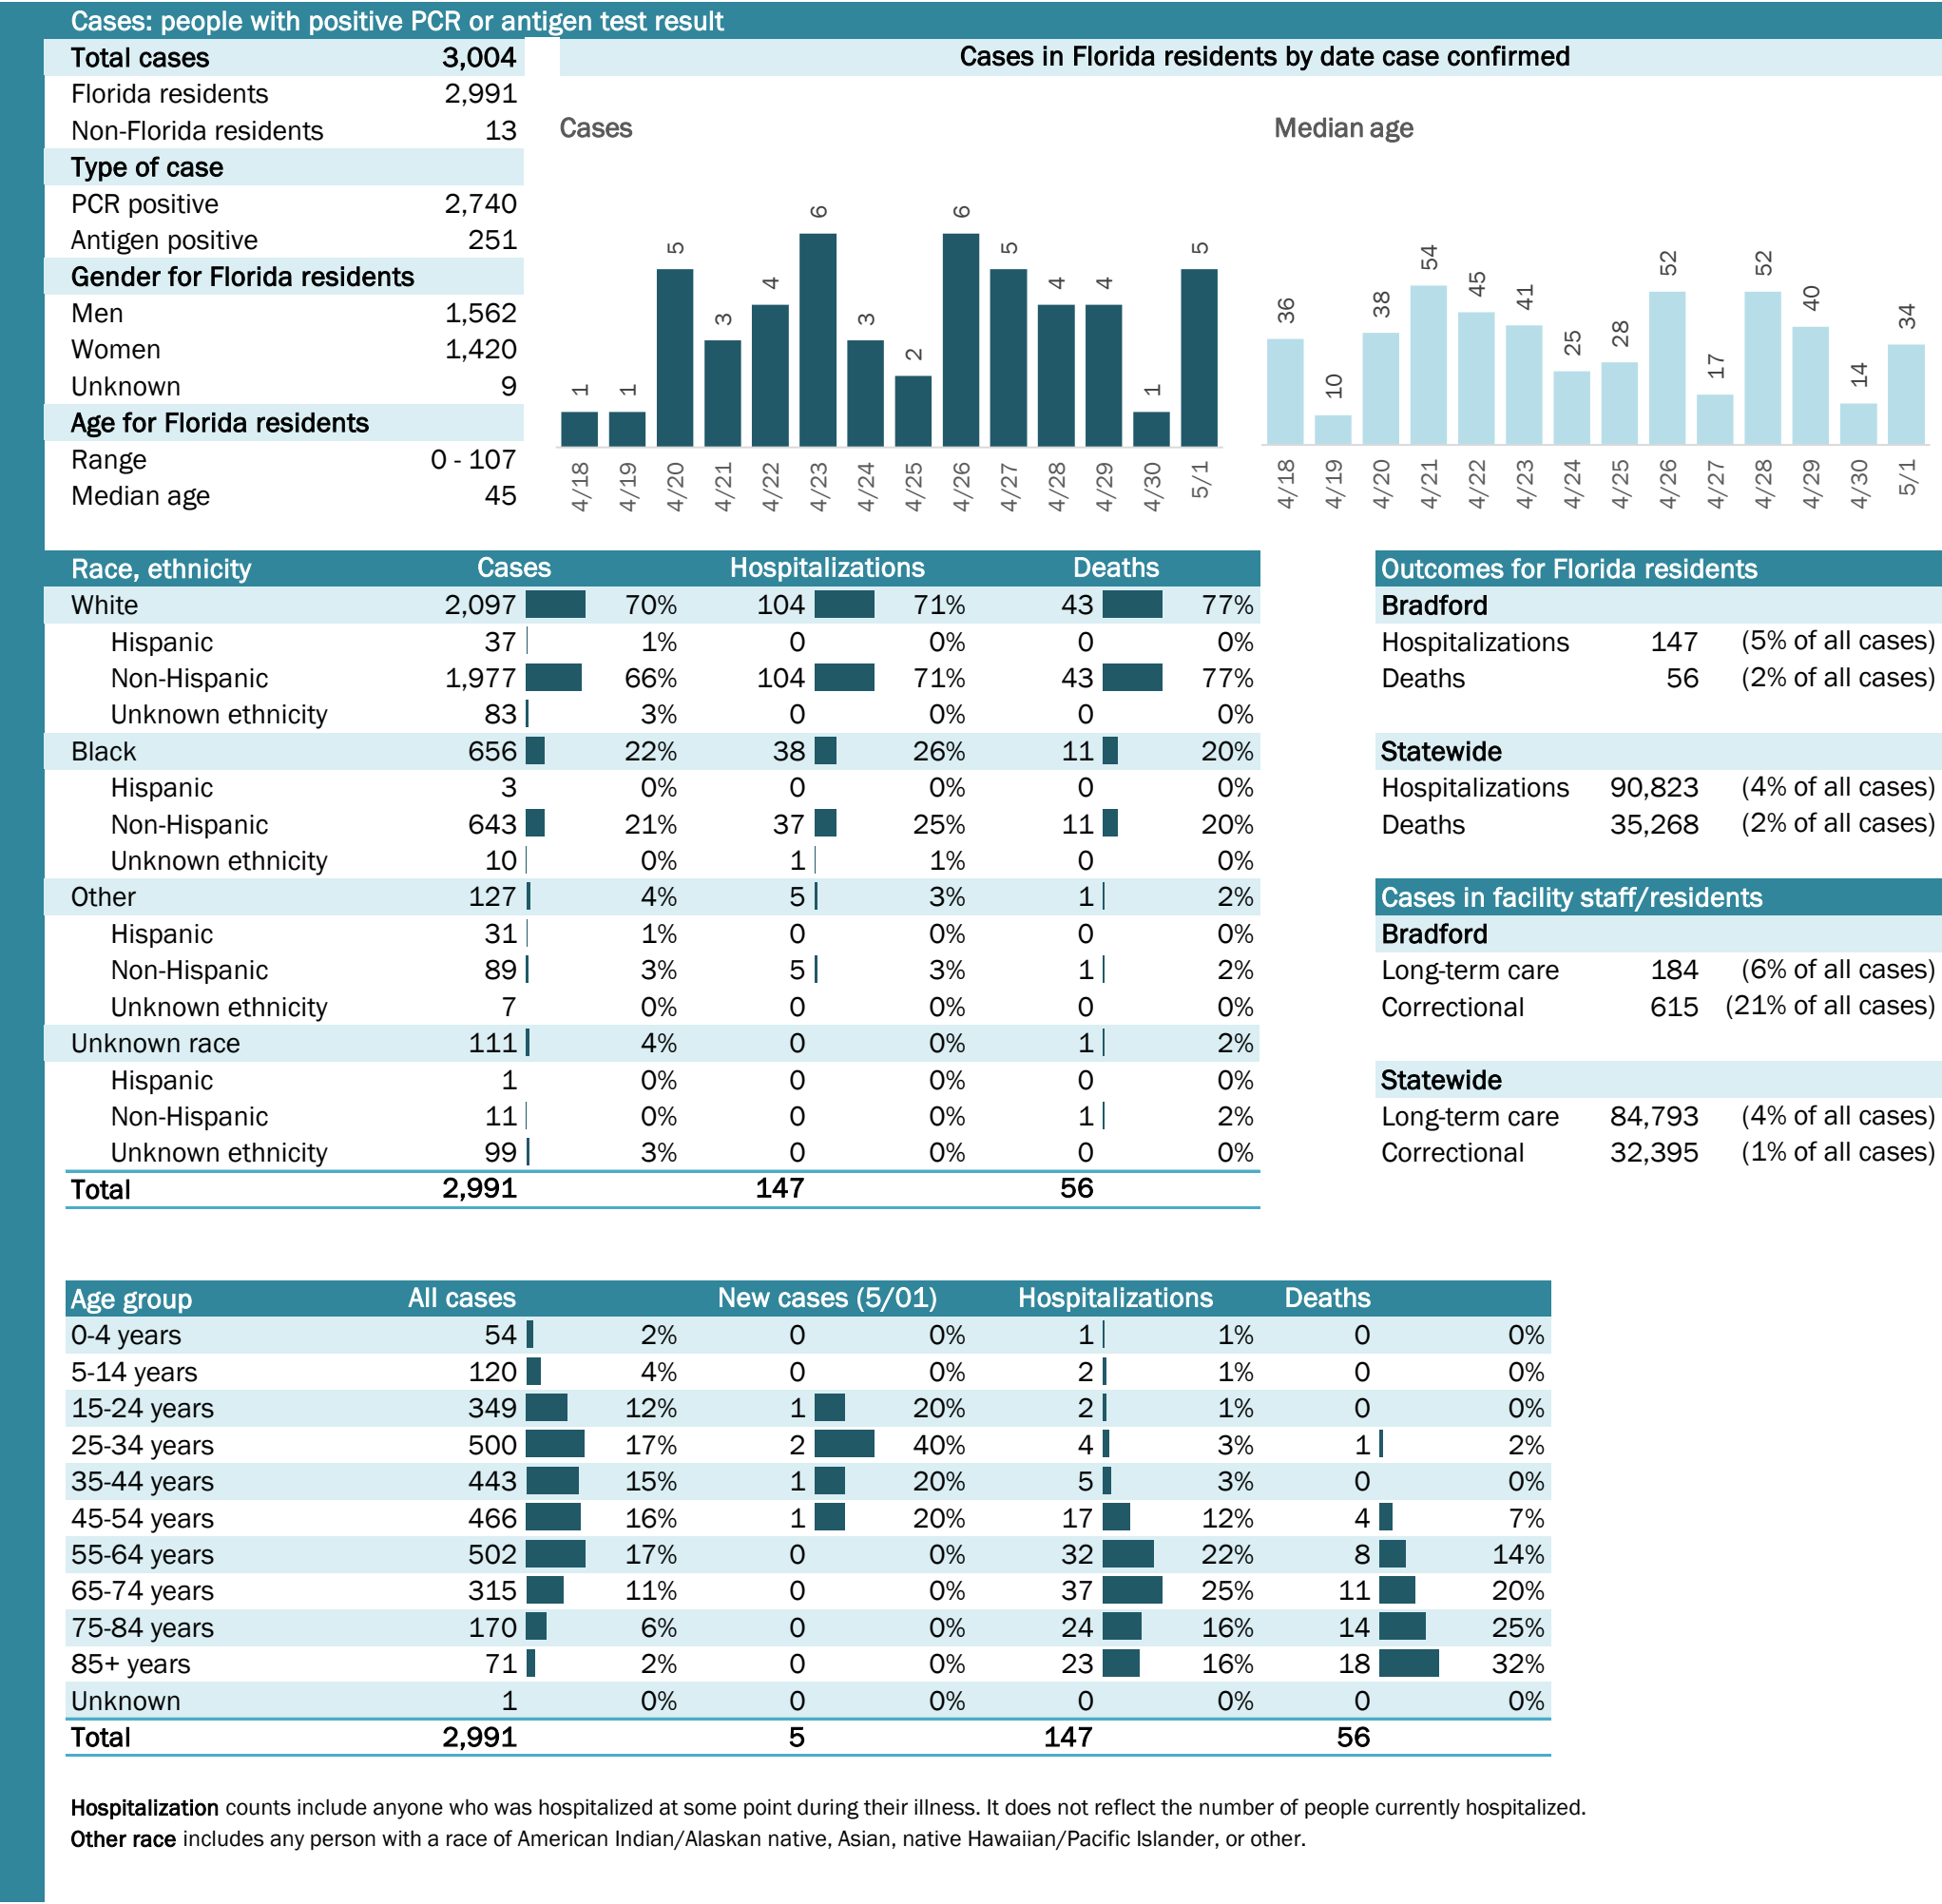 Cases: people with positive PCR or antigen test result
Total cases 3,004
Florida residents 2,991
Non-Florida residents 13
Type of case
PCR positive 2,740
Antigen positive 251
Gender for Florida residents
Men 1,562
Women 1,420
Unknown 9
Age for Florida residents
Range 0 - 107
Median age 45
Cases in Florida residents by date case confirmed
Cases
1 1 5 3 4 6 3 2 6 5 4 4 1 5
4/18 4/19 4/20 4/21 4/22 4/23 4/24 4/25 4/26 4/27 4/28 4/29 4/30 5/1
Median age
36 10 38 54 45 41 25 28 52 17 52 40 14 34
4/18 4/19 4/20 4/21 4/22 4/23 4/24 4/25 4/26 4/27 4/28 4/29 4/30 5/1
Race, ethnicity Cases Hospitalizations Deaths
White 2,097 70% 104 71% 43 77%
Hispanic 37 1% 0 0% 0 0%
Non-Hispanic 1,977 66% 104 71% 43 77%
Unknown ethnicity 83 3% 0 0% 0 0%
Black 656 22% 38 26% 11 20%
Hispanic 3 0% 0 0% 0 0%
Non-Hispanic 643 21% 37 25% 11 20%
Unknown ethnicity 10 0% 1 1% 0 0%
Other 127 4% 5 3% 1 2%
Hispanic 31 1% 0 0% 0 0%
Non-Hispanic 89 3% 5 3% 1 2%
Unknown ethnicity 7 0% 0 0% 0 0%
Unknown race 111 4% 0 0% 1 2%
Hispanic 1 0% 0 0% 0 0%
Non-Hispanic 11 0% 0 0% 1 2%
Unknown ethnicity 99 3% 0 0% 0 0%
Total 2,991 147 56
Outcomes for Florida residents
Bradford
Hospitalizations 147 (5% of all cases)
Deaths 56 (2% of all cases)
Statewide
Hospitalizations 90,823 (4% of all cases)
Deaths 35,268 (2% of all cases)
Cases in facility staff/residents
Bradford
Long-term care 184 (6% of all cases)
Correctional 615 (21% of all cases)
Statewide
Long-term care 84,793 (4% of all cases)
Correctional 32,395 (1% of all cases)
Age group All cases New cases (5/01) Hospitalizations Deaths
0-4 years 54 2% 0 0% 1 1% 0 0%
5-14 years 120 4% 0 0% 2 1% 0 0%
15-24 years 349 12% 1 20% 2 1% 0 0%
25-34 years 500 17% 2 40% 4 3% 1 2%
35-44 years 443 15% 1 20% 5 3% 0 0%
45-54 years 466 16% 1 20% 17 12% 4 7%
55-64 years 502 17% 0 0% 32 22% 8 14%
65-74 years 315 11% 0 0% 37 25% 11 20%
75-84 years 170 6% 0 0% 24 16% 14 25%
85+ years 71 2% 0 0% 23 16% 18 32%
Unknown 1 0% 0 0% 0 0% 0 0%
Total 2,991 5 147 56
Hospitalization counts include anyone who was hospitalized at some point during their illness. It does not reflect the number of people currently hospitalized.
Other race includes any person with a race of American Indian/Alaskan native, Asian, native Hawaiian/Pacific Islander, or other.